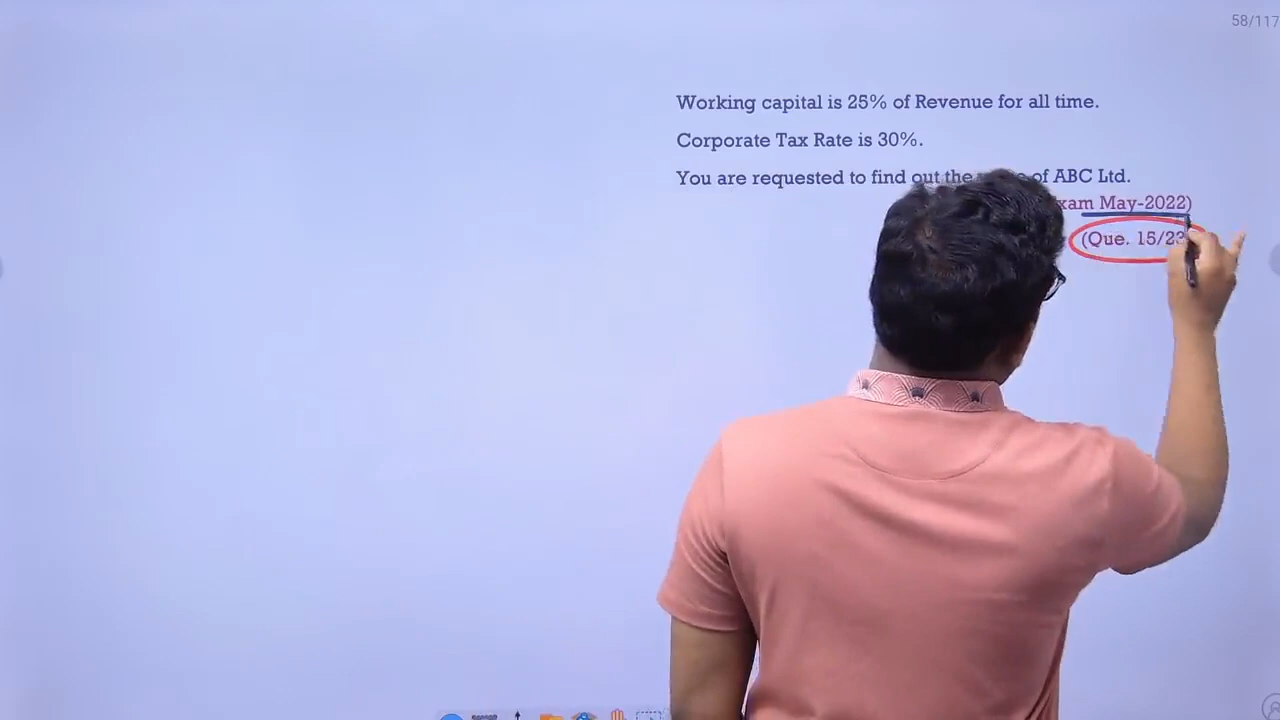 58/117
Working capital is 25% of Revenue for all time.
Corporate Tax Rate is 30%.
You are requested to find out the of ABC Ltd.
May-2022)
(Que. 15/23